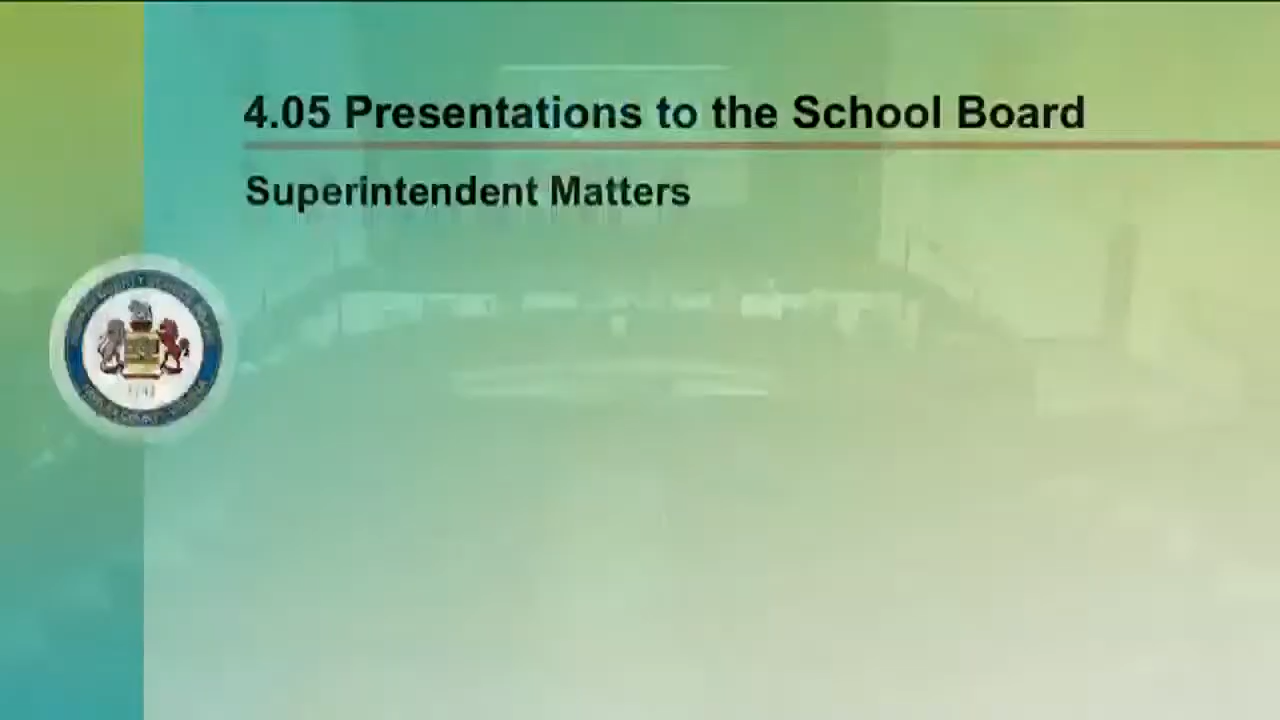 4.05 Presentations to the School Board
Superintendent Matters